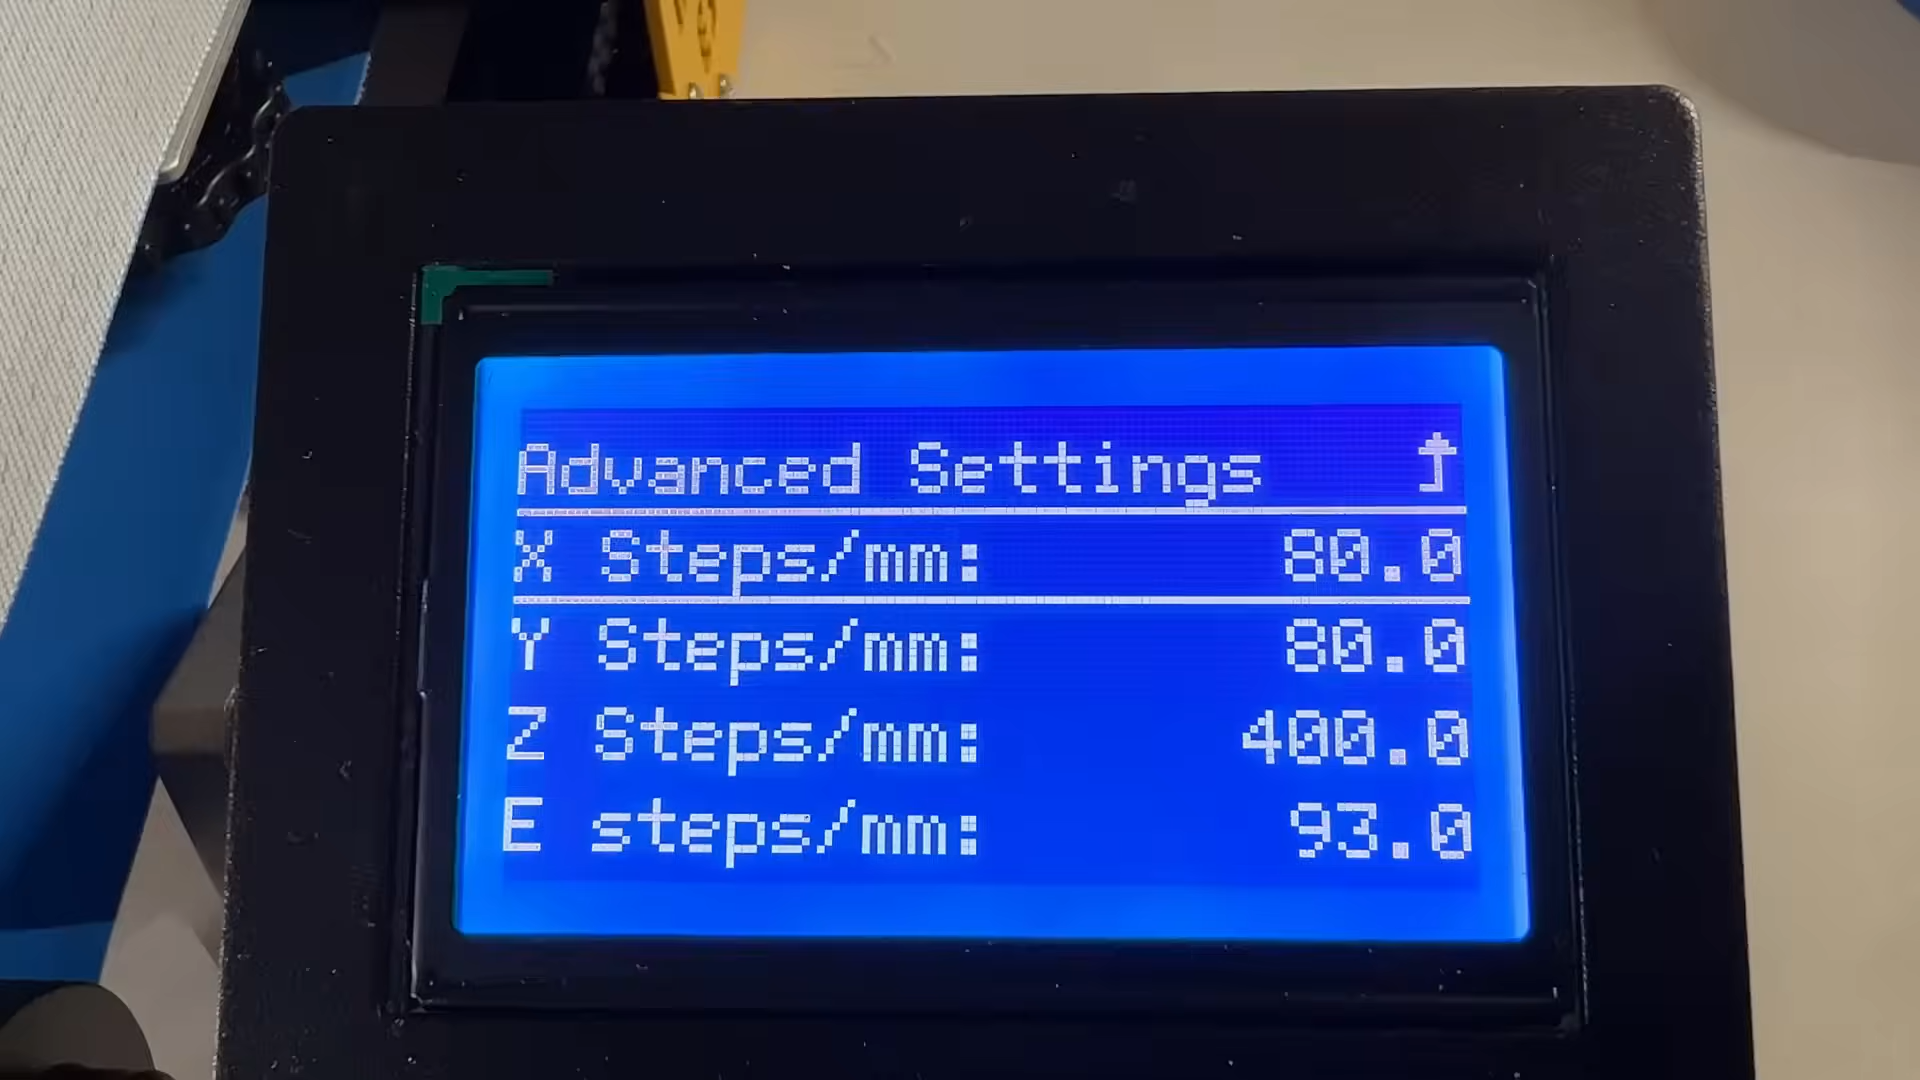 Advanced Settings
X Steps/mm: 80.0
Y Steps/mm: 80.0
Z Steps/mm: 400.0
E steps/mm: 93.0